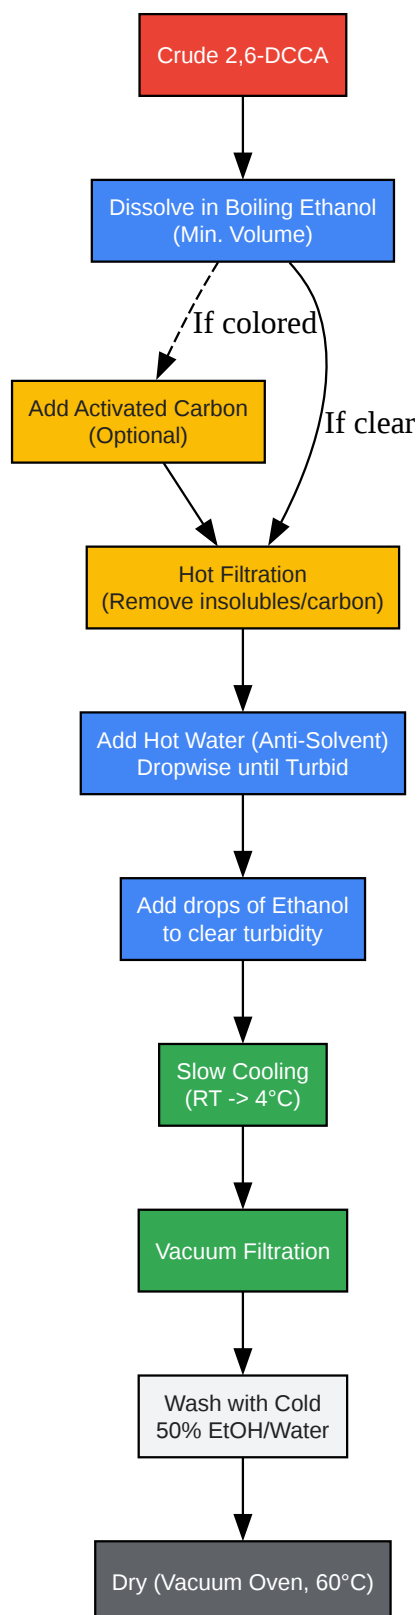 Crude 2,6-DCCA
Dissolve in Boiling Ethanol
(Min. Volume)
If colored
Add Activated Carbon
(Optional)
If clear
Hot Filtration
(Remove insolubles/carbon)
Add Hot Water (Anti-Solvent)
Dropwise until Turbid
Add drops of Ethanol
to clear turbidity
Slow Cooling
(RT -> 4°C)
Vacuum Filtration
Wash with Cold
50% EtOH/Water
Dry (Vacuum Oven, 60°C)